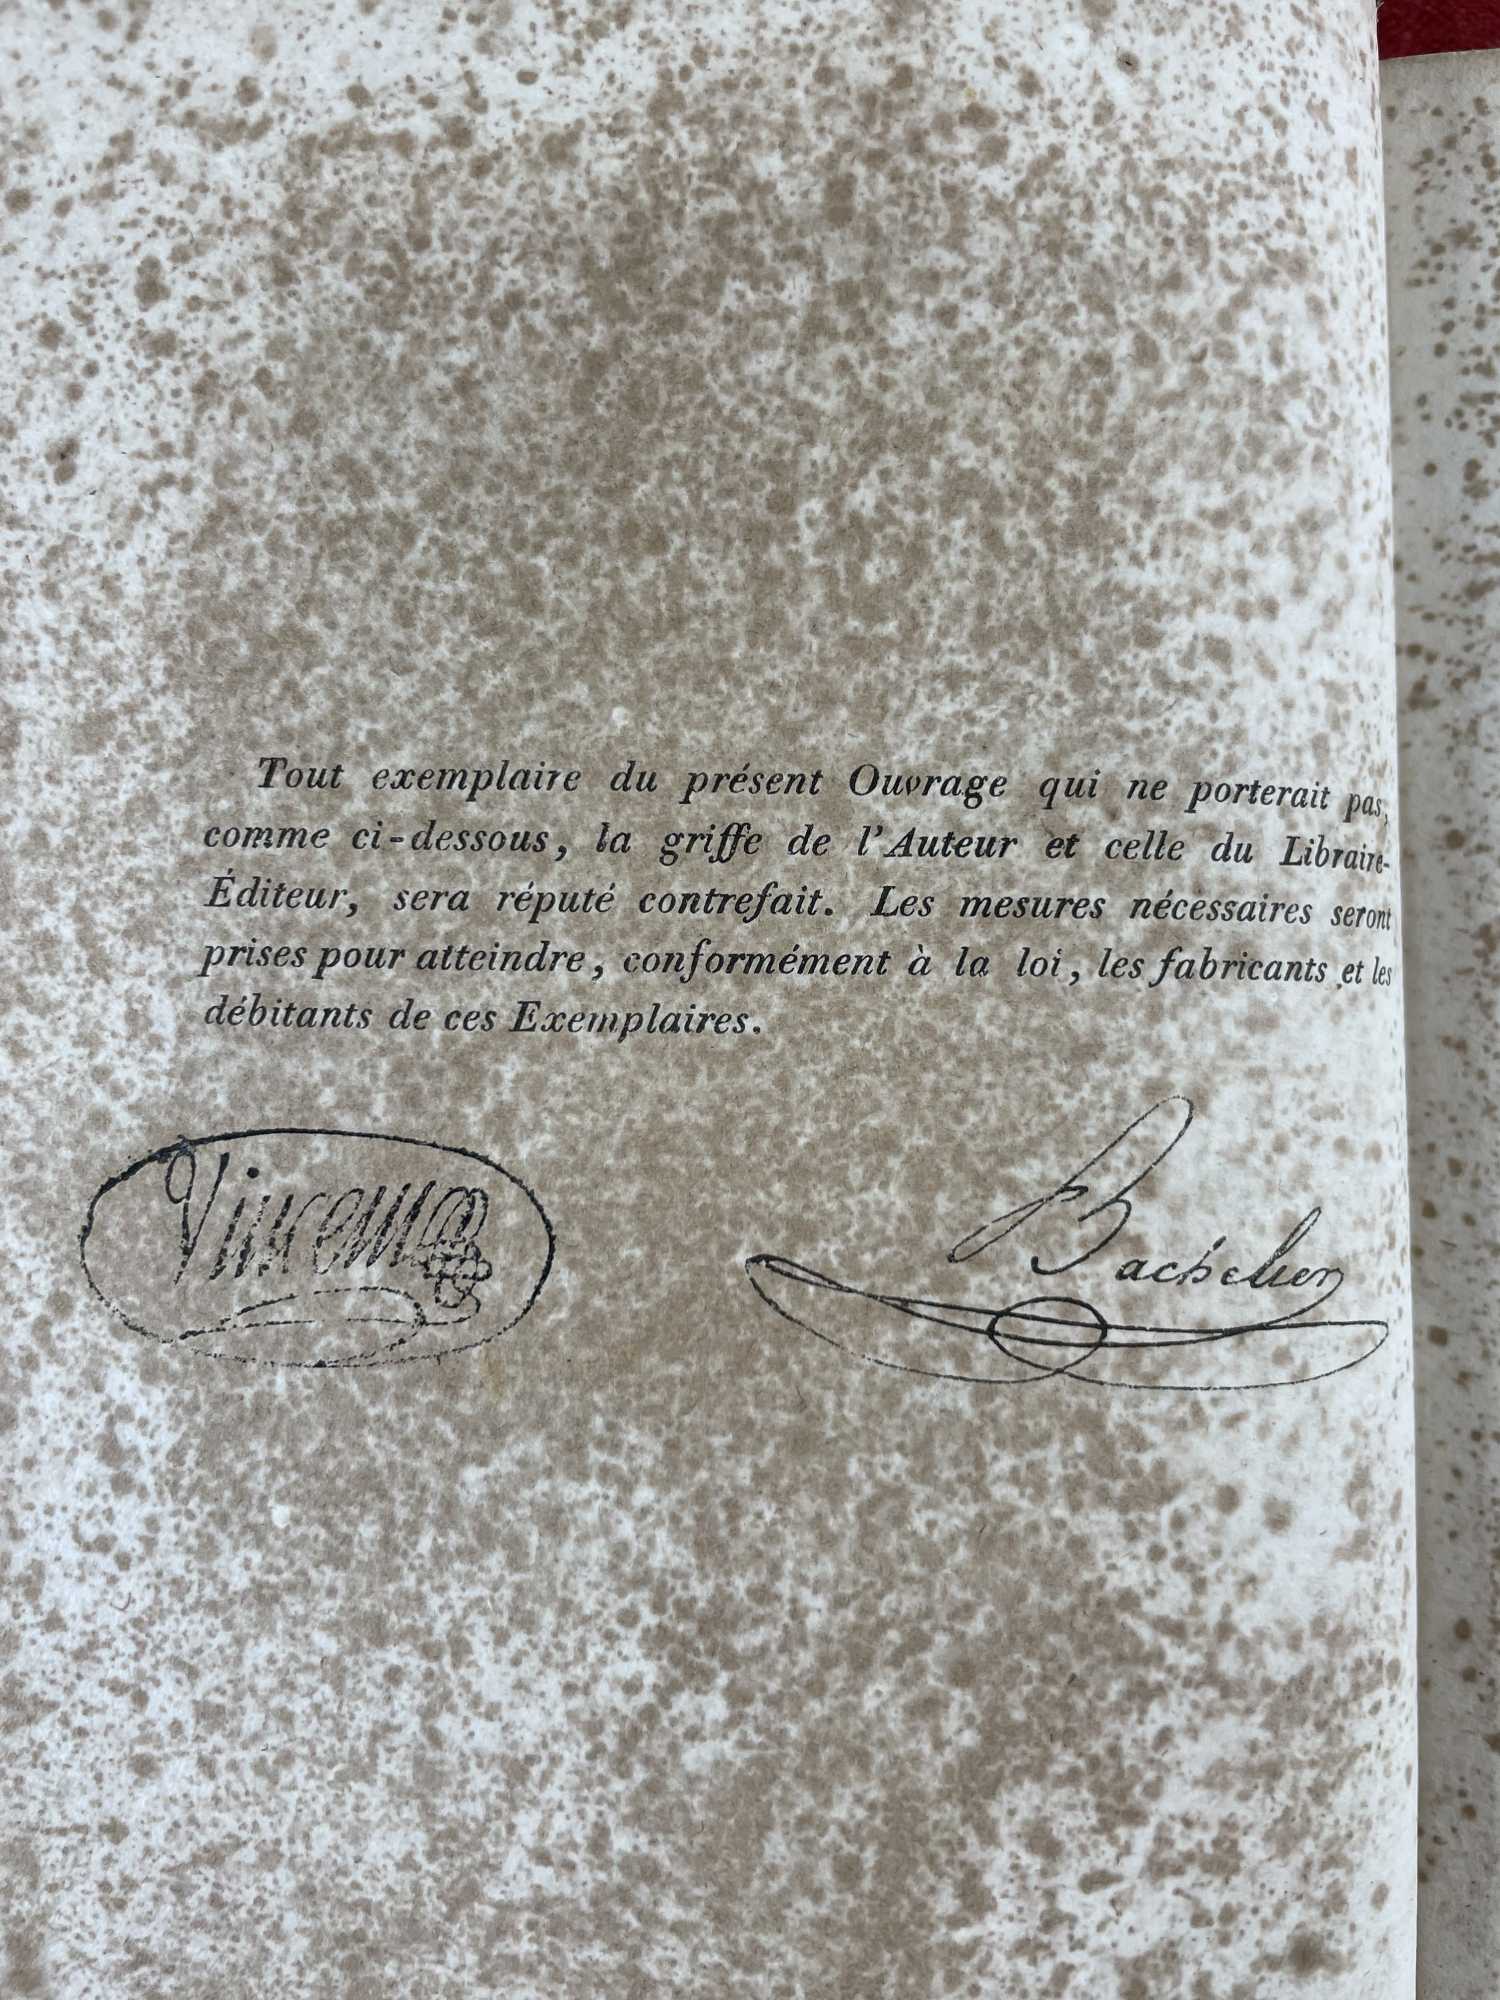 Tout exemplaire du présent Ouvrage qui ne porterait pas,
comme ci-dessous, la griffe de l'Auteur et celle du Libraire-
Éditeur, sera réputé contrefait. Les mesures nécessaires seront
prises pour atteindre, conformément à la loi, les fabricants et les
débitants de ces Exemplaires.
Vincent
Bachelier